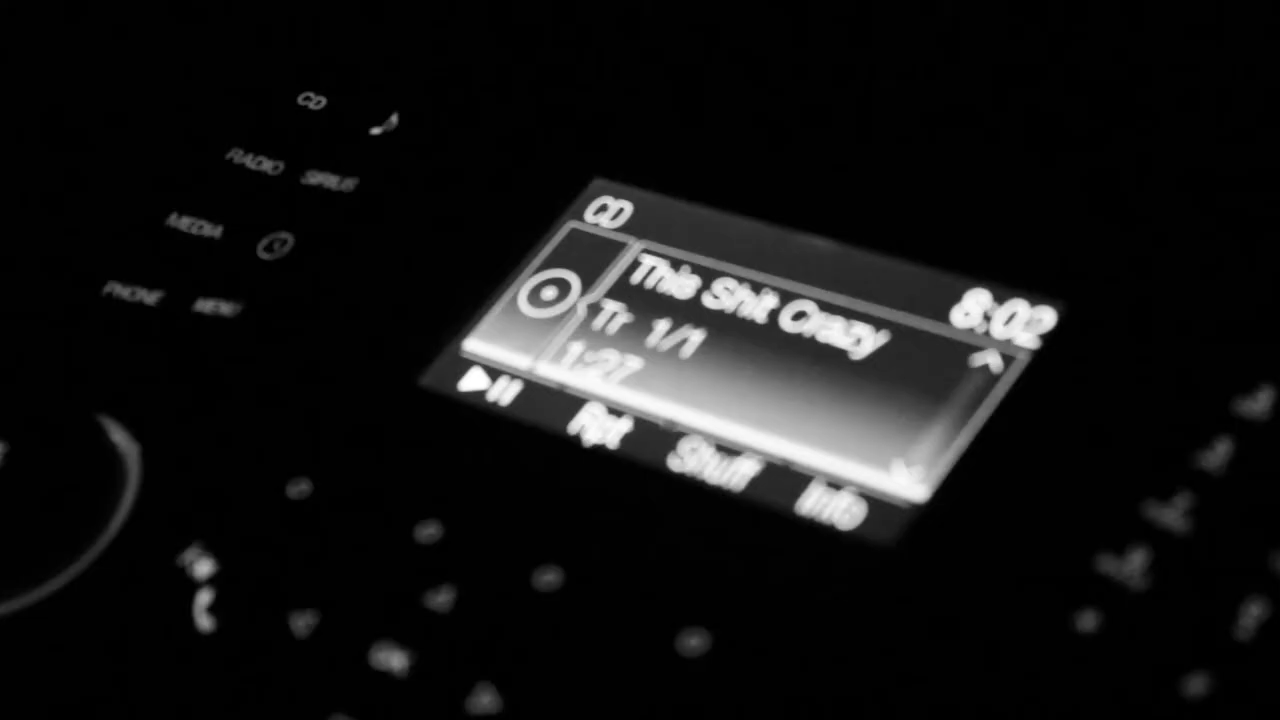 CD
RADIO SIRIUS
MEDIA
PHONE MENU
CD
8:02
This Shit Crazy
Tr 1/1
1:27
Rpt Shuff Info